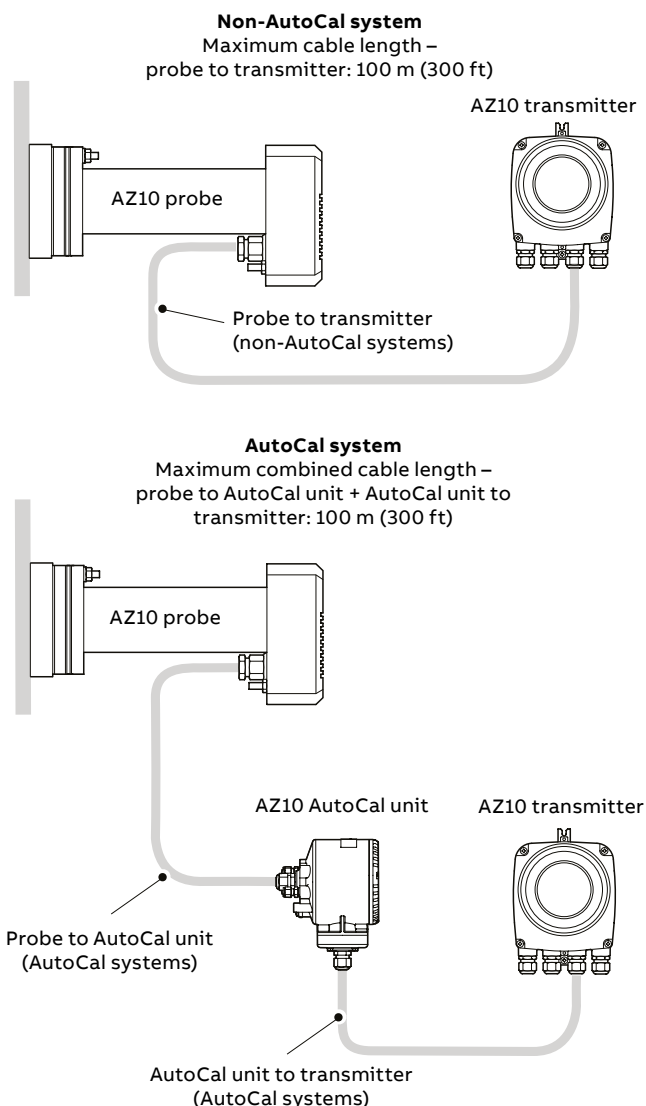 Non-AutoCal system
Maximum cable length –
probe to transmitter: 100 m (300 ft)
AZ10 transmitter
AZ10 probe
Probe to transmitter
(non-AutoCal systems)
AutoCal system
Maximum combined cable length –
probe to AutoCal unit + AutoCal unit to
transmitter: 100 m (300 ft)
AZ10 probe
AZ10 AutoCal unit
AZ10 transmitter
Probe to AutoCal unit
(AutoCal systems)
AutoCal unit to transmitter
(AutoCal systems)